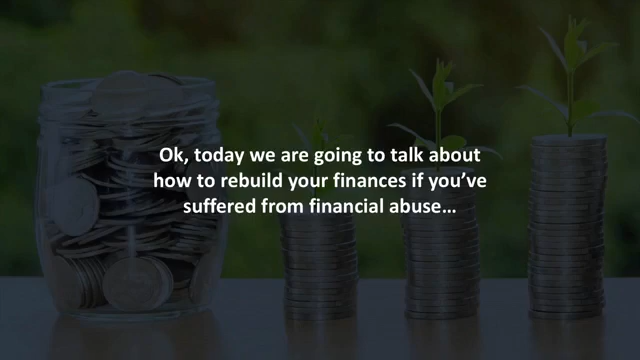 Ok, today we are going to talk about
how to rebuild your finances if you’ve
suffered from financial abuse…